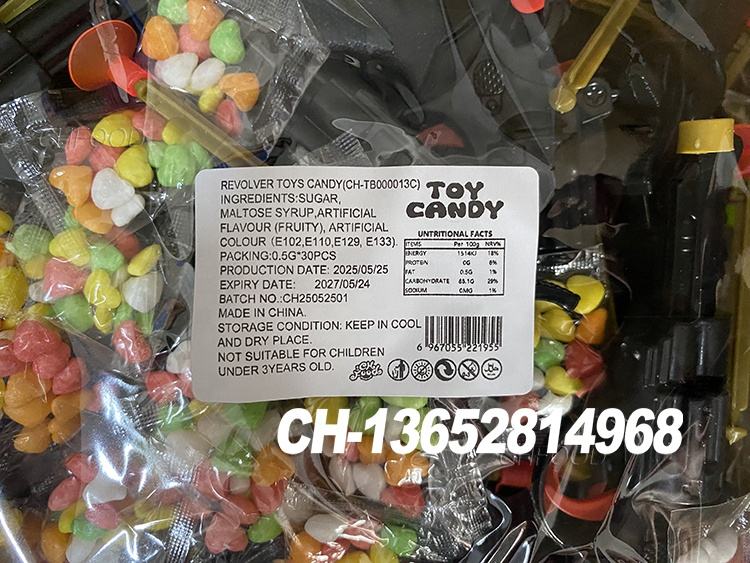 REVOLVER TOYS CANDY(CH-TB000013C)
INGREDIENTS:SUGAR,
MALTOSE SYRUP,ARTIFICIAL
FLAVOUR (FRUITY), ARTIFICIAL
COLOUR (E102,E110,E129, E133).
PACKING:0.5G*30PCS
PRODUCTION DATE: 2025/05/25
EXPIRY DATE: 2027/05/24
BATCH NO.:CH25052501
MADE IN CHINA.
STORAGE CONDITION: KEEP IN COOL
AND DRY PLACE.
NOT SUITABLE FOR CHILDREN
UNDER 3YEARS OLD.
TOY
CANDY
UNTRITIONAL FACTS
ITEMS Per 100g NRV%
ENERGY 1514KJ 18%
PROTEIN 0G 6%
FAT 0.5G 1%
CARBOHYDRATE 88.1G 29%
SODIUM 0MG 1%
6 967055 221955
CH-13652814968